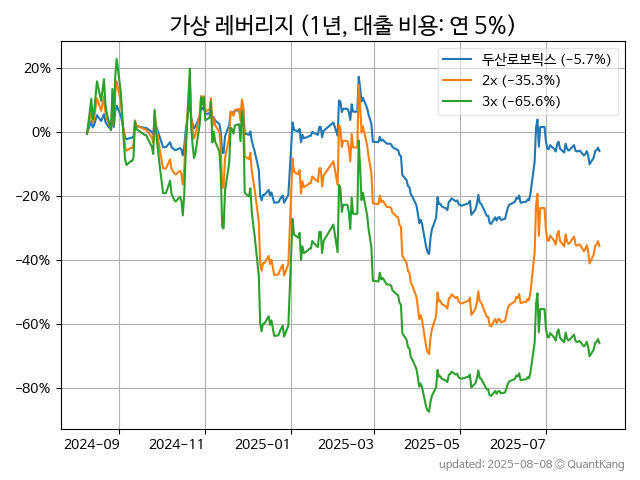 가상 레버리지 (1년, 대출 비용: 연 5%)
두산로보틱스 (−5.7%)
2x (−35.3%)
3x (−65.6%)
20%
0%
−20%
−40%
−60%
−80%
2024-09
2024-11
2025-01
2025-03
2025-05
2025-07
updated: 2025-08-08 © QuantKang